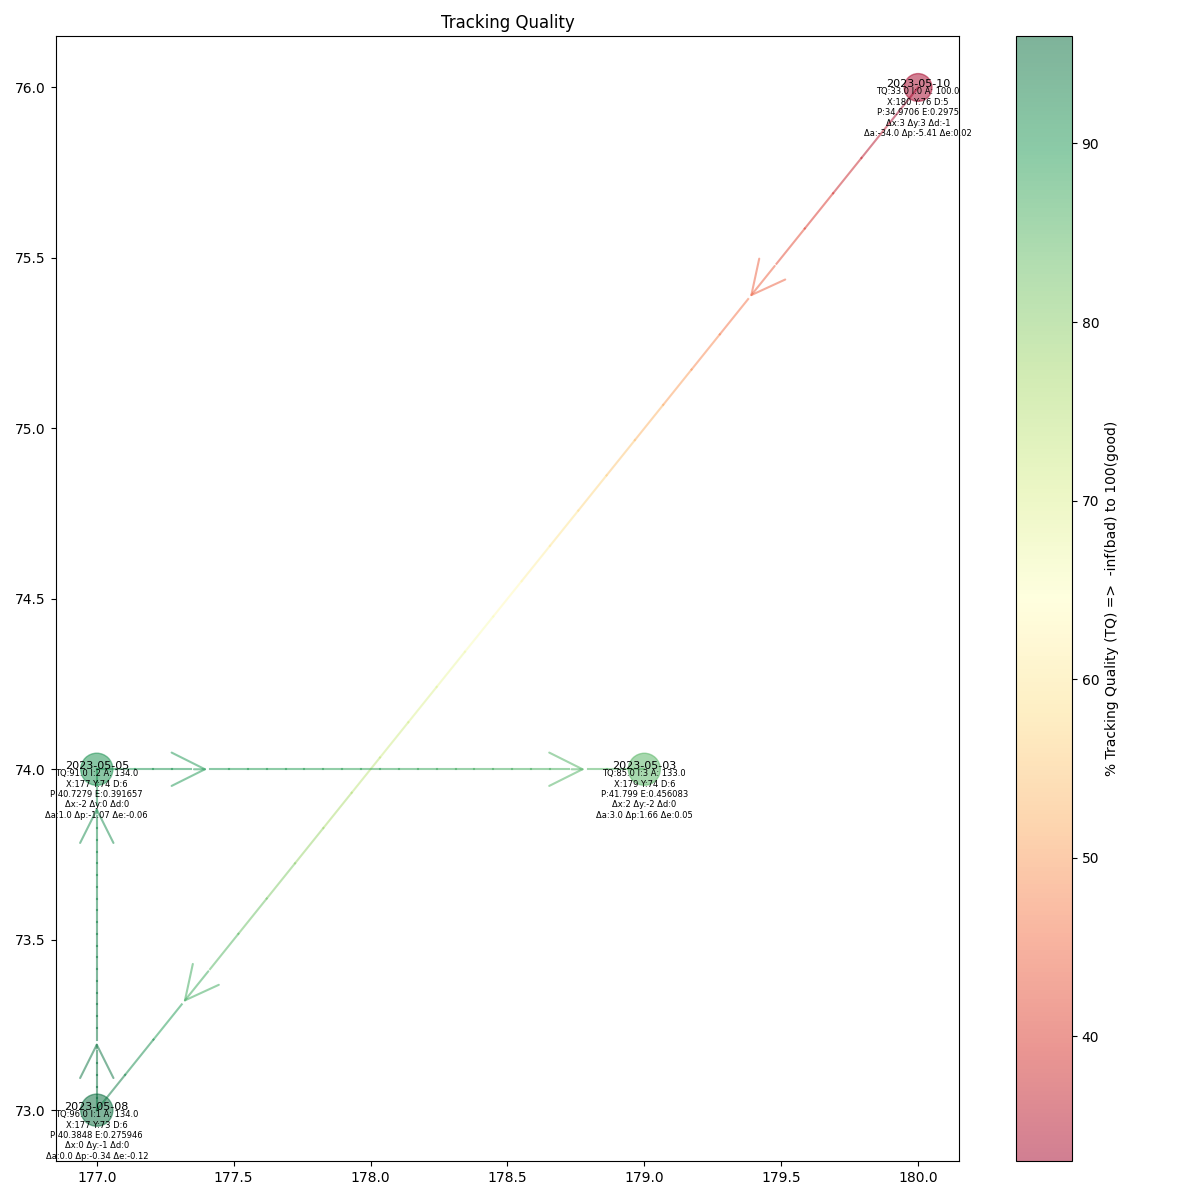 Tracking Quality
76.0
75.5
75.0
74.5
74.0
73.5
73.0
177.0
177.5
178.0
178.5
179.0
179.5
180.0
2023-05-10
TQ:33.0 I:0 A: 100.0
X:180 Y:76 D:5
P:34.9706 E:0.2975
Δx:3 Δy:3 Δd:-1
Δa:-34.0 Δp:-5.41 Δe:0.02
2023-05-05
TQ:91.0 I:2 A: 134.0
X:177 Y:74 D:6
P:40.7279 E:0.391657
Δx:-2 Δy:0 Δd:0
Δa:1.0 Δp:-1.07 Δe:-0.06
2023-05-03
TQ:85.0 I:3 A: 133.0
X:179 Y:74 D:6
P:41.799 E:0.456083
Δx:2 Δy:-2 Δd:0
Δa:3.0 Δp:1.66 Δe:0.05
2023-05-08
TQ:96.0 I:1 A: 134.0
X:177 Y:73 D:6
P:40.3848 E:0.275946
Δx:0 Δy:-1 Δd:0
Δa:0.0 Δp:-0.34 Δe:-0.12
90
80
70
60
50
40
% Tracking Quality (TQ) =>  -inf(bad) to 100(good)